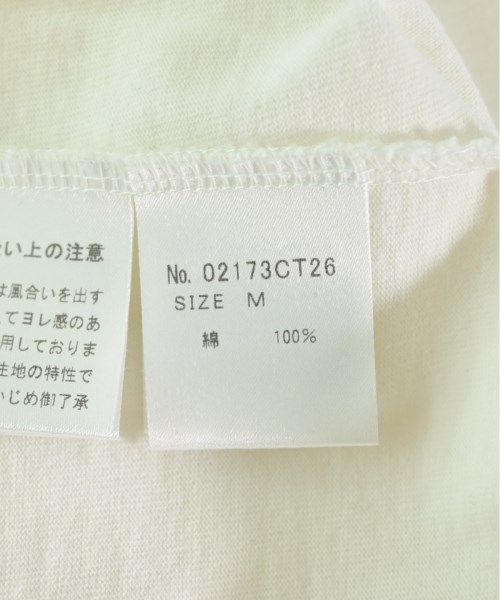 い上の注意
は風合いを出す
てヨレ感のあ
用しておりま
生地の特性で
じめ御了承
No. 02173CT26
SIZE M
綿 100%